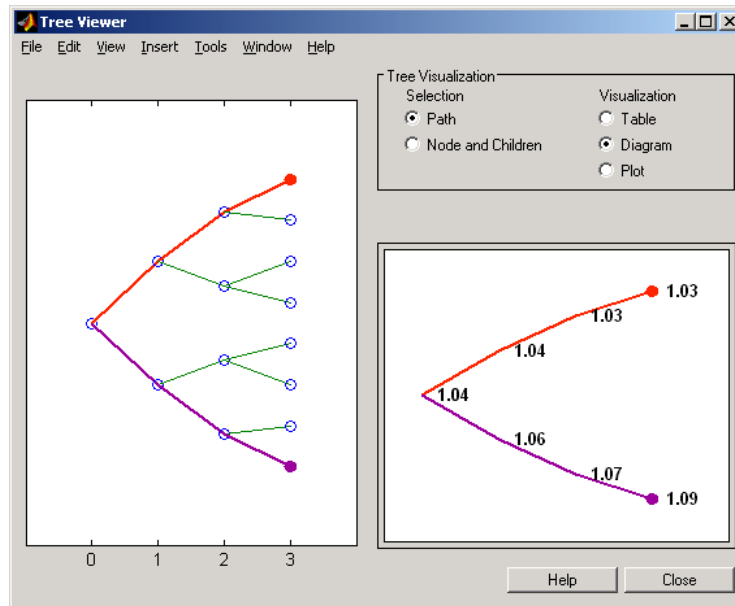 Tree Viewer
File Edit View Insert Tools Window Help
Tree Visualization
Selection
Path
Node and Children
Visualization
Table
Diagram
Plot
0 1 2 3
1.03
1.03
1.04
1.04
1.06
1.07
1.09
Help Close